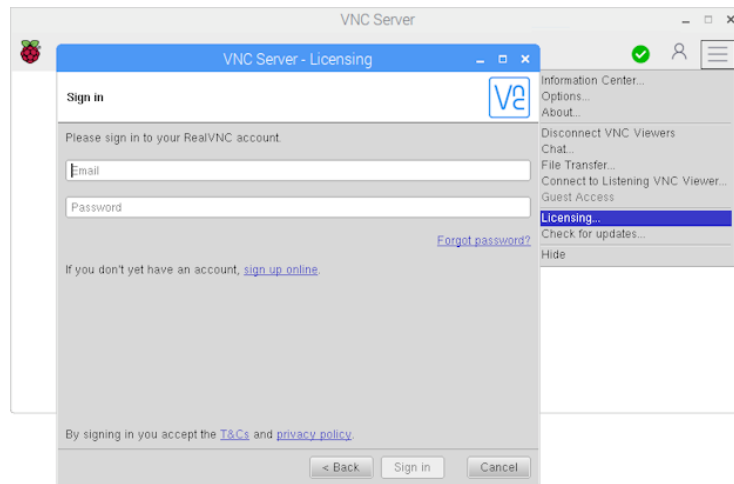 VNC Server
VNC Server - Licensing
Sign in
Please sign in to your RealVNC account.
Email
Password
Forgot password?
If you don't yet have an account, sign up online.
By signing in you accept the T&Cs and privacy policy.
< Back
Sign in
Cancel
Information Center...
Options...
About...
Disconnect VNC Viewers
Chat...
File Transfer...
Connect to Listening VNC Viewer...
Guest Access
Licensing...
Check for updates...
Hide